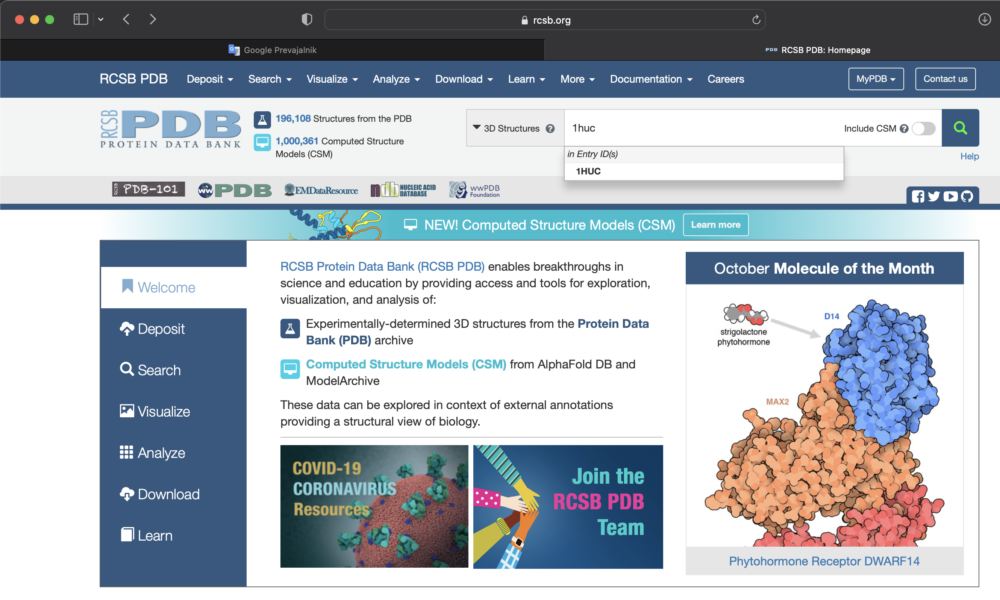 rcsb.org
Google Prevajalnik
PDB RCSB PDB: Homepage
RCSB PDB Deposit Search Visualize Analyze Download Learn More Documentation Careers MyPDB Contact us
RCSB
PDB
PROTEIN DATA BANK
196,108 Structures from the PDB
1,000,361 Computed Structure
Models (CSM)
3D Structures ? 1huc Include CSM ?
in Entry ID(s)
1HUC
Help
RCSB PDB-101
wwPDB
EMDataResource
ndb NUCLEIC ACID
DATABASE
wwPDB
Foundation
NEW! Computed Structure Models (CSM) Learn more
Welcome
Deposit
Search
Visualize
Analyze
Download
Learn
RCSB Protein Data Bank (RCSB PDB) enables breakthroughs in
science and education by providing access and tools for exploration,
visualization, and analysis of:
Experimentally-determined 3D structures from the Protein Data
Bank (PDB) archive
Computed Structure Models (CSM) from AlphaFold DB and
ModelArchive
These data can be explored in context of external annotations
providing a structural view of biology.
COVID-19
CORONAVIRUS
Resources
Join the
RCSB PDB
Team
October Molecule of the Month
D14
strigolactone
phytohormone
MAX2
Phytohormone Receptor DWARF14